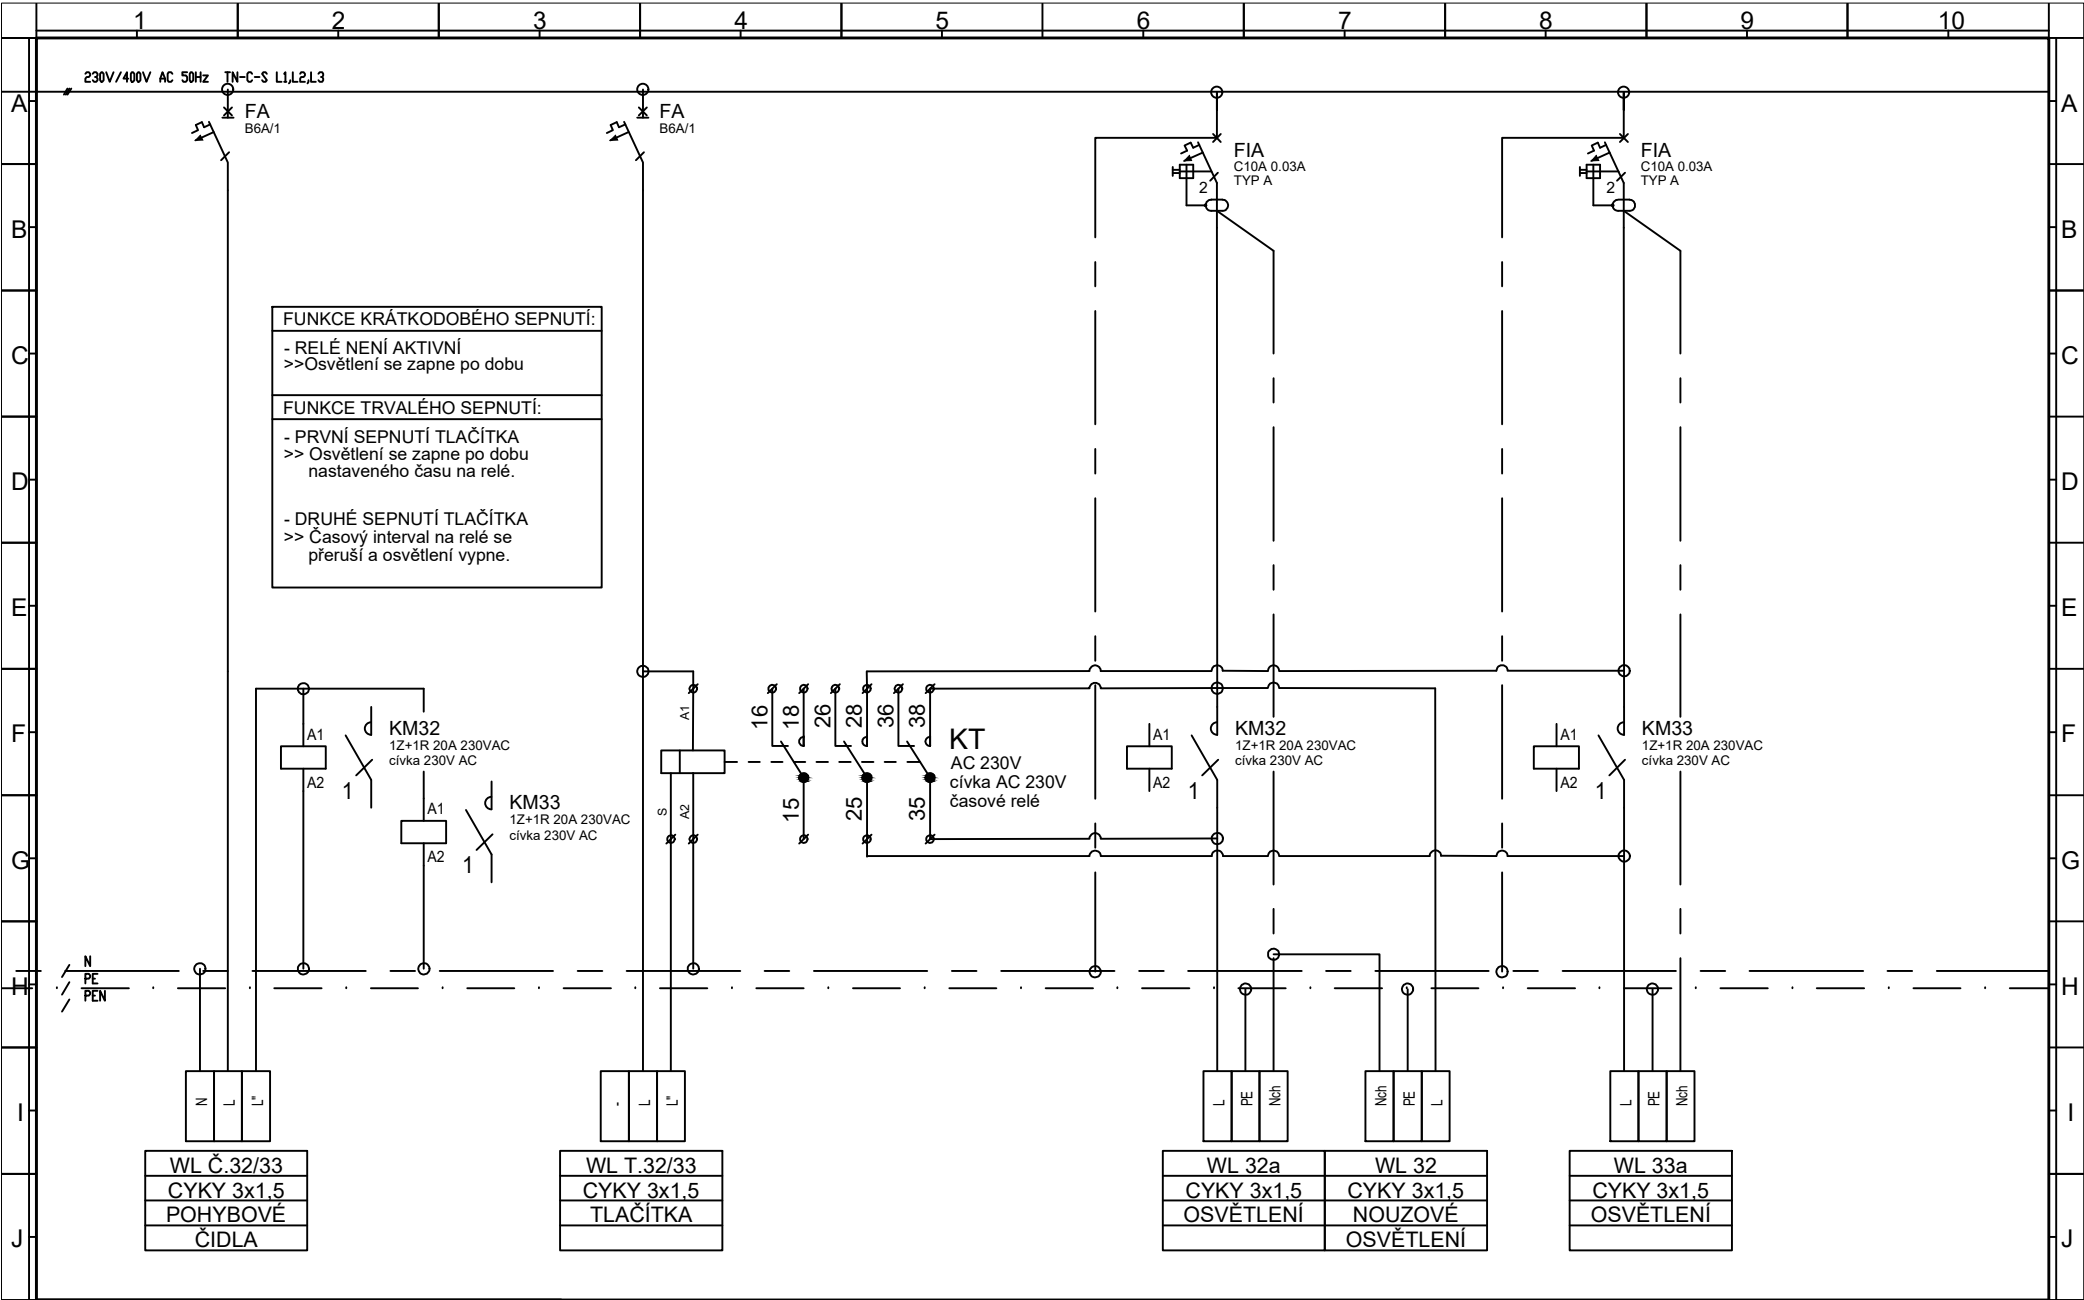 1 2 3 4 5 6 7 8 9 10
230V/400V AC 50Hz TN-C-S L1,L2,L3
A A
FA
B6A/1
FA
B6A/1
FIA
C10A 0.03A
TYP A
2
FIA
C10A 0.03A
TYP A
2
B B
FUNKCE KRÁTKODOBÉHO SEPNUTÍ:
- RELÉ NENÍ AKTIVNÍ
>>Osvětlení se zapne po dobu
C C
FUNKCE TRVALÉHO SEPNUTÍ:
- PRVNÍ SEPNUTÍ TLAČÍTKA
>> Osvětlení se zapne po dobu
nastaveného času na relé.
D D
- DRUHÉ SEPNUTÍ TLAČÍTKA
>> Časový interval na relé se
přeruší a osvětlení vypne.
E E
F F
A1
A2
1
KM32
1Z+1R 20A 230VAC
cívka 230V AC
A1
A2
1
KM33
1Z+1R 20A 230VAC
cívka 230V AC
A1
S
A2
16 18 26 28 36 38
15 25 35
KT
AC 230V
cívka AC 230V
časové relé
A1
A2
1
KM32
1Z+1R 20A 230VAC
cívka 230V AC
A1
A2
1
KM33
1Z+1R 20A 230VAC
cívka 230V AC
G G
N
PE
PEN
H H
N L L"
- L L"
L PE Nch
Nch PE L
L PE Nch
I I
WL Č.32/33
CYKY 3x1,5
POHYBOVÉ
ČIDLA
WL T.32/33
CYKY 3x1,5
TLAČÍTKA
WL 32a
CYKY 3x1,5
OSVĚTLENÍ
WL 32
CYKY 3x1,5
NOUZOVÉ
OSVĚTLENÍ
WL 33a
CYKY 3x1,5
OSVĚTLENÍ
J J